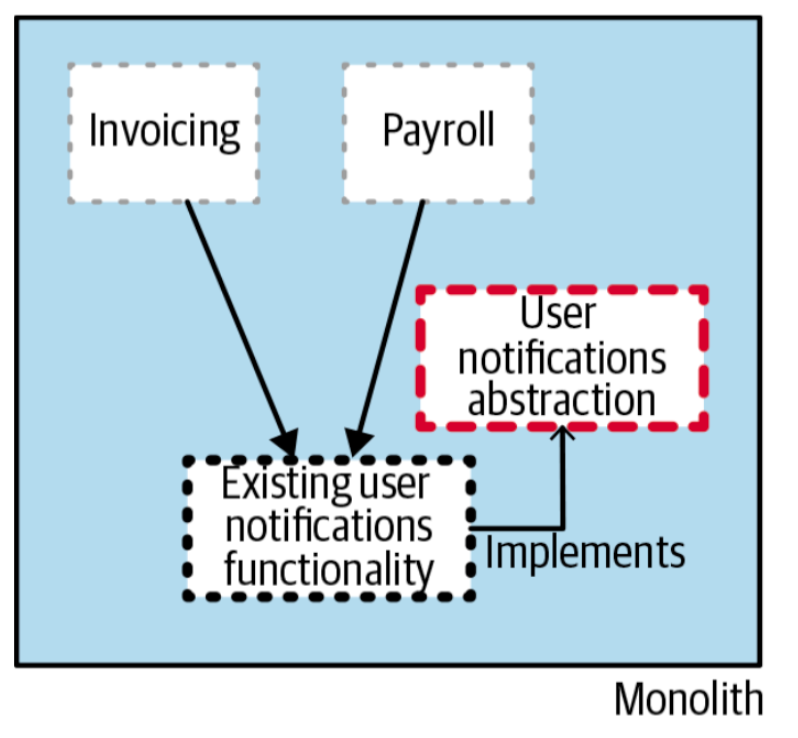 Invoicing
Payroll
User
notifications
abstraction
Existing user
notifications
functionality
Implements
Monolith